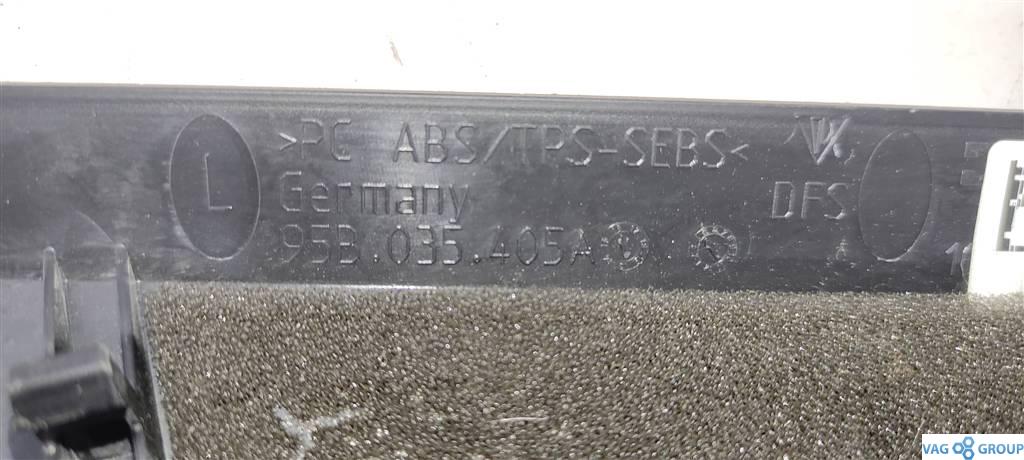 L
>PC ABS/TPS-SEBS<
Germany
DFS
95B.035.405A
VAG GROUP